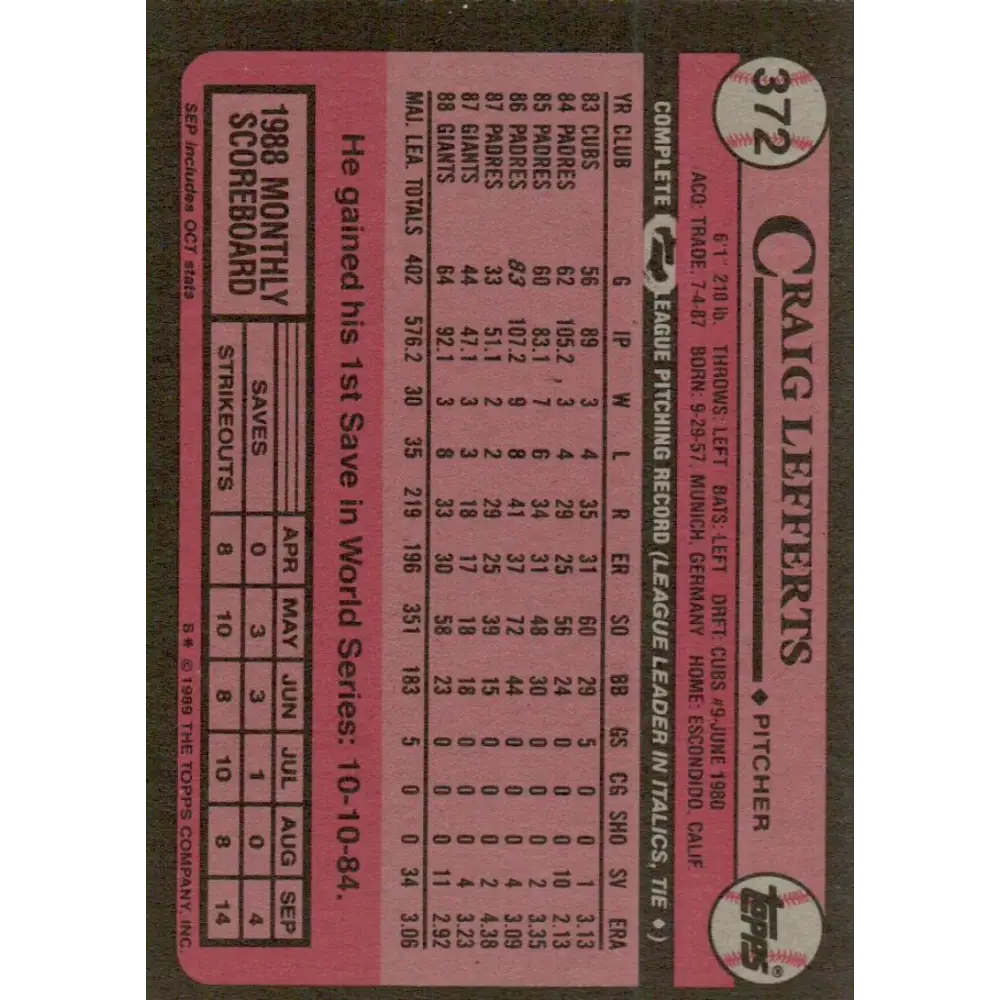 372
CRAIG LEFFERTS ♦ PITCHER
TOPPS®
6'1" 210 lb. THROWS: LEFT BATS: LEFT DRFT: CUBS #9-JUNE 1980
ACQ: TRADE, 7-4-87 BORN: 9-29-57, MUNICH, GERMANY HOME: ESCONDIDO, CALIF.
COMPLETE LEAGUE PITCHING RECORD (LEAGUE LEADER IN ITALICS, TIE ♦)
YR CLUB G IP W L R ER SO BB GS CG SHO SV ERA
83 CUBS 56 89 3 4 35 31 60 29 5 0 0 1 3.13
84 PADRES 62 105.2 3 4 29 25 56 24 0 0 0 10 2.13
85 PADRES 60 83.1 7 6 34 31 48 30 0 0 0 2 3.35
86 PADRES 83 107.2 9 8 41 37 72 44 0 0 0 4 3.09
87 PADRES 33 51.1 2 2 29 25 39 15 0 0 0 2 4.38
87 GIANTS 44 47.1 3 3 18 17 18 18 0 0 0 4 3.23
88 GIANTS 64 92.1 3 8 33 30 58 23 0 0 0 11 2.92
MAJ. LEA. TOTALS 402 576.2 30 35 219 196 351 183 5 0 0 34 3.06
He gained his 1st Save in World Series: 10-10-84.
1988 MONTHLY SCOREBOARD
APR MAY JUN JUL AUG SEP
SAVES 0 3 3 1 0 4
STRIKEOUTS 8 10 8 10 8 14
SEP includes OCT stats
B* © 1989 THE TOPPS COMPANY, INC.